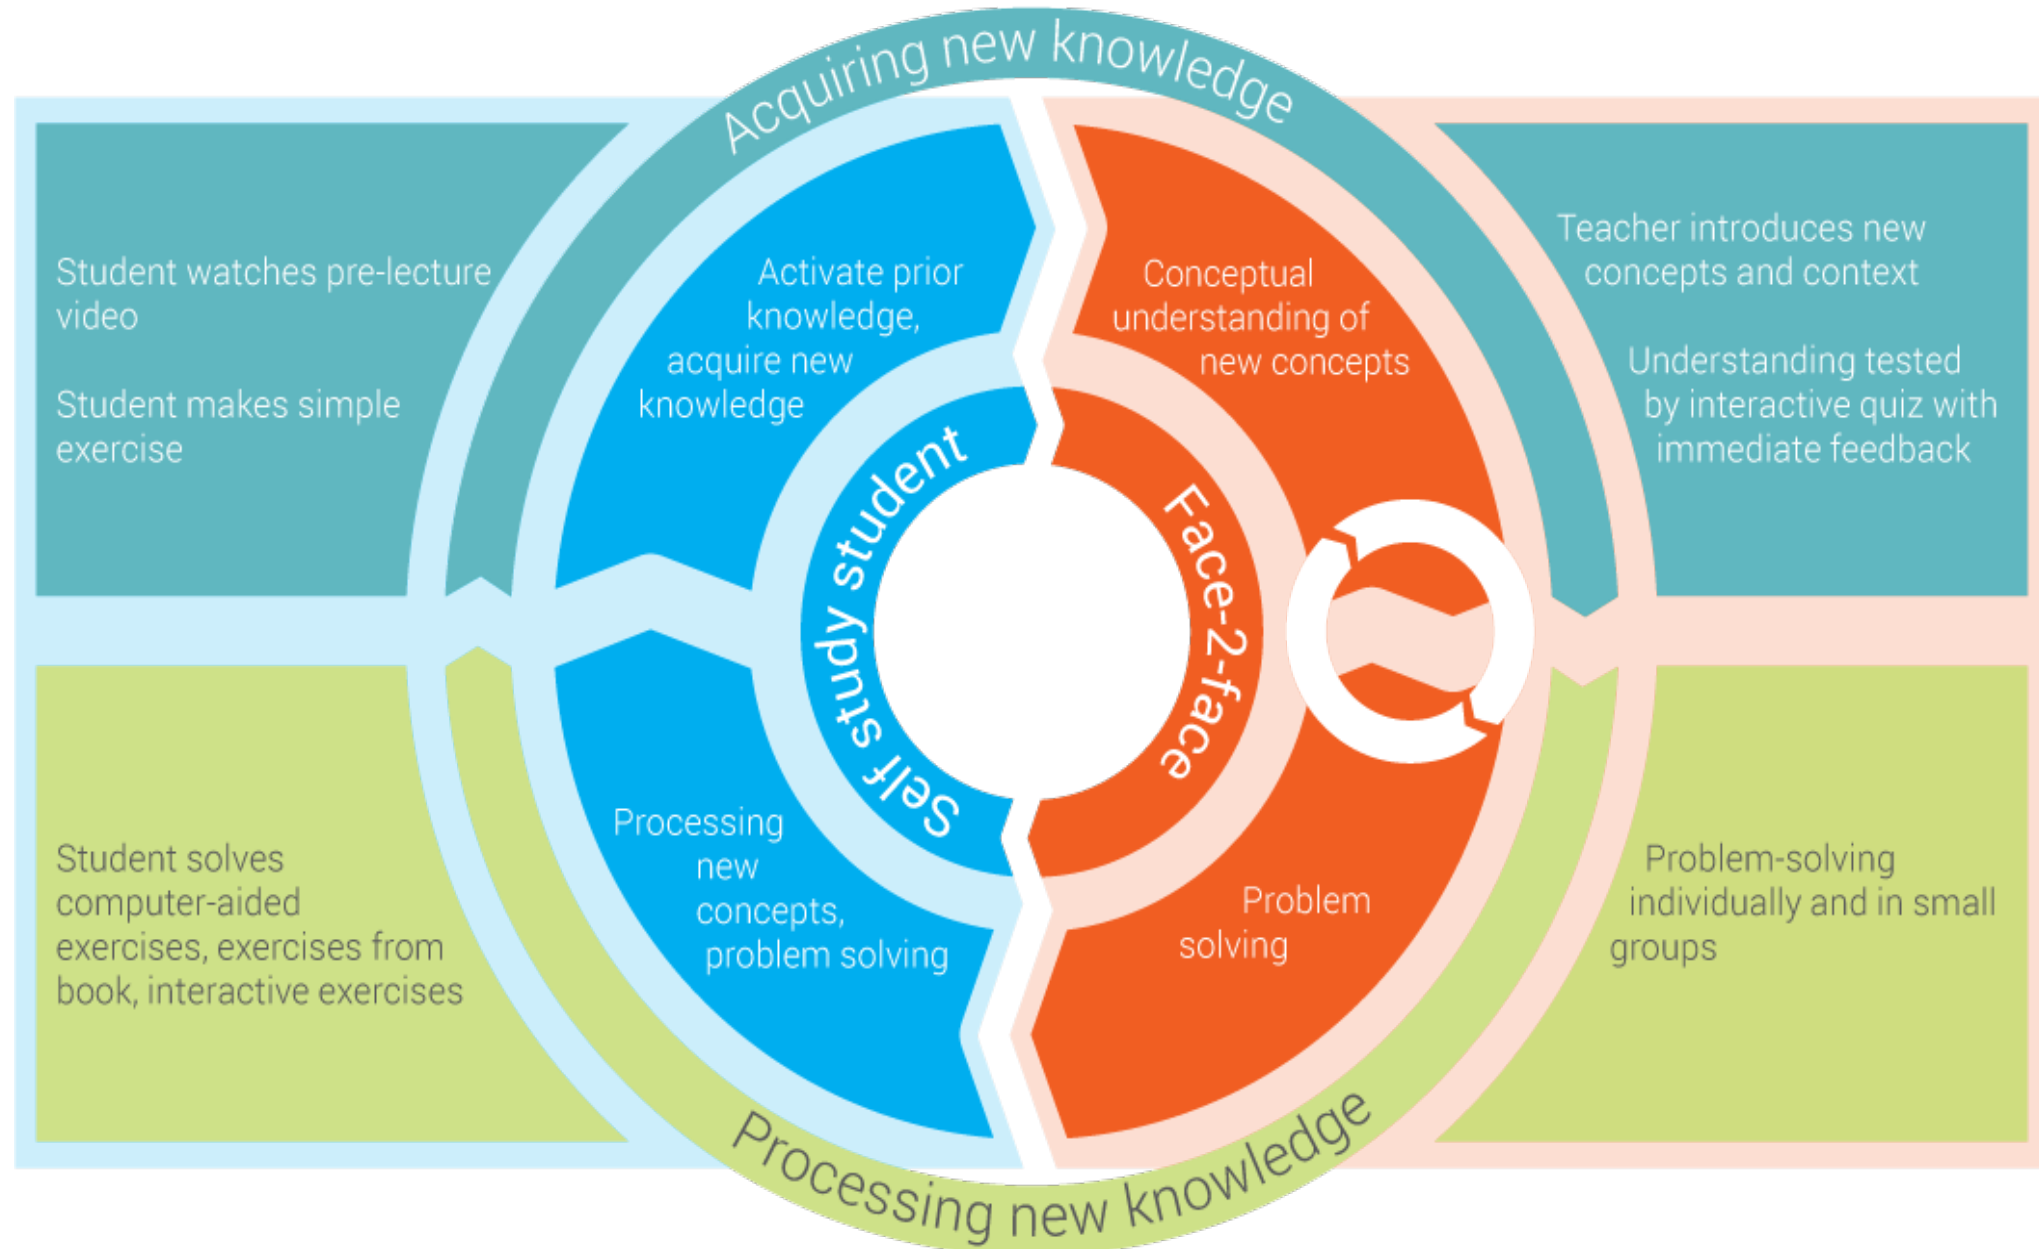 Acquiring new knowledge
Student watches pre-lecture
video
Student makes simple
exercise
Activate prior
knowledge,
acquire new
knowledge
Conceptual
understanding of
new concepts
Teacher introduces new
concepts and context
Understanding tested
by interactive quiz with
immediate feedback
Self study student
Face-2-face
Student solves
computer-aided
exercises, exercises from
book, interactive exercises
Processing
new
concepts,
problem solving
Problem
solving
Problem-solving
individually and in small
groups
Processing new knowledge